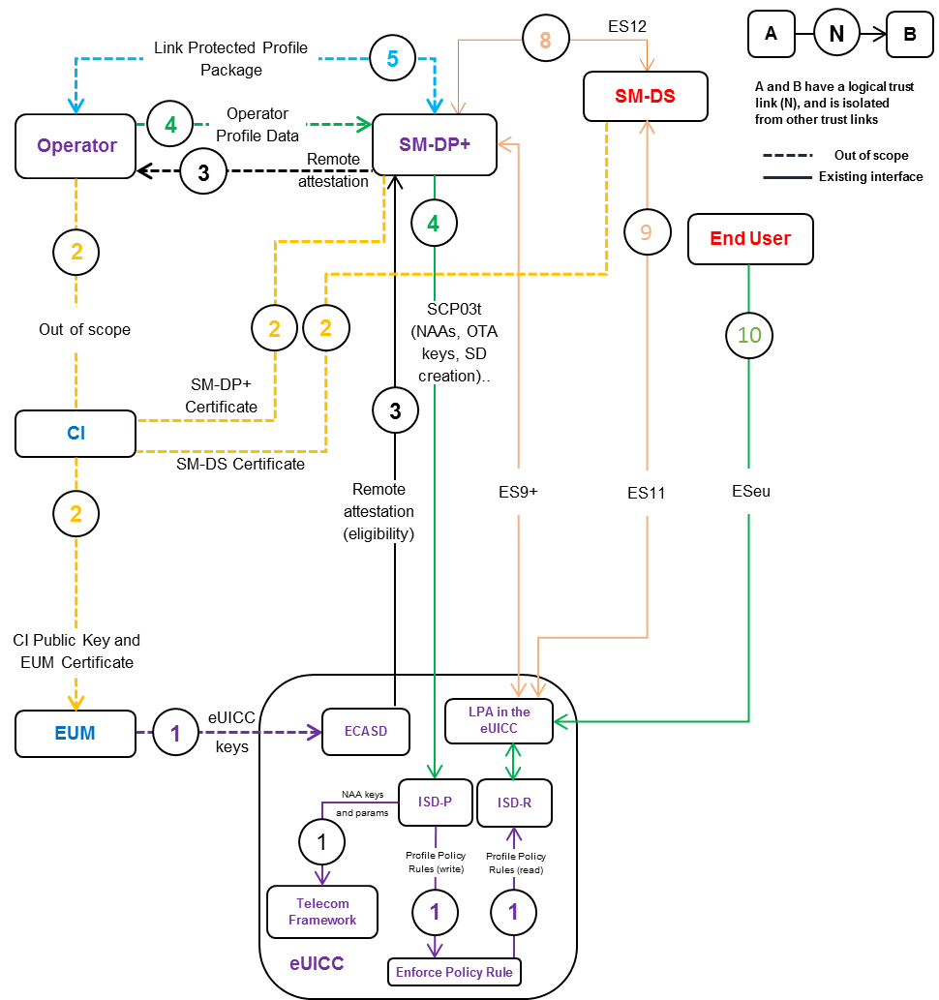 Link Protected Profile
Package
5
8
ES12
A
N
B
A and B have a logical trust
link (N), and is isolated
from other trust links
Out of scope
Existing interface
SM-DS
Operator
4
Operator
Profile Data
SM-DP+
3
Remote
attestation
2
4
9
End User
Out of scope
2
2
SCP03t
(NAAs, OTA
keys, SD
creation)..
10
SM-DP+
Certificate
3
CI
SM-DS Certificate
2
Remote
attestation
(eligibility)
ES9+
ES11
ESeu
CI Public Key and
EUM Certificate
EUM
1
eUICC
keys
ECASD
LPA in the
eUICC
ISD-P
ISD-R
NAA keys
and params
1
Profile Policy
Rules (write)
Profile Policy
Rules (read)
1
1
Telecom
Framework
eUICC
Enforce Policy Rule